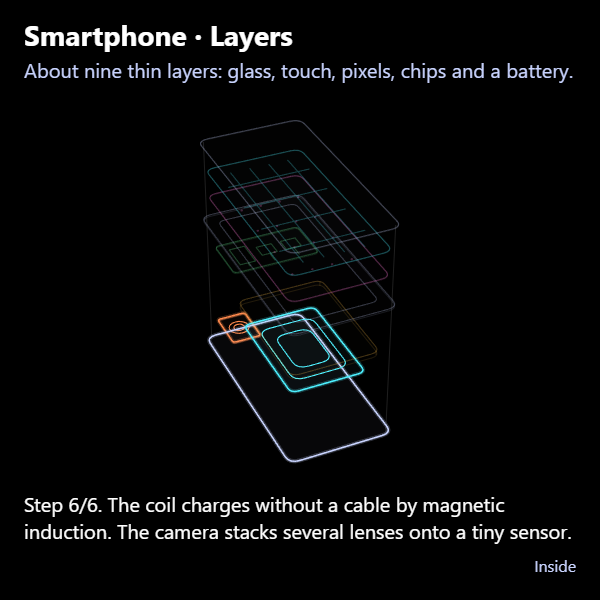 Smartphone · Layers
About nine thin layers: glass, touch, pixels, chips and a battery.
Step 6/6. The coil charges without a cable by magnetic
induction. The camera stacks several lenses onto a tiny sensor.
Inside